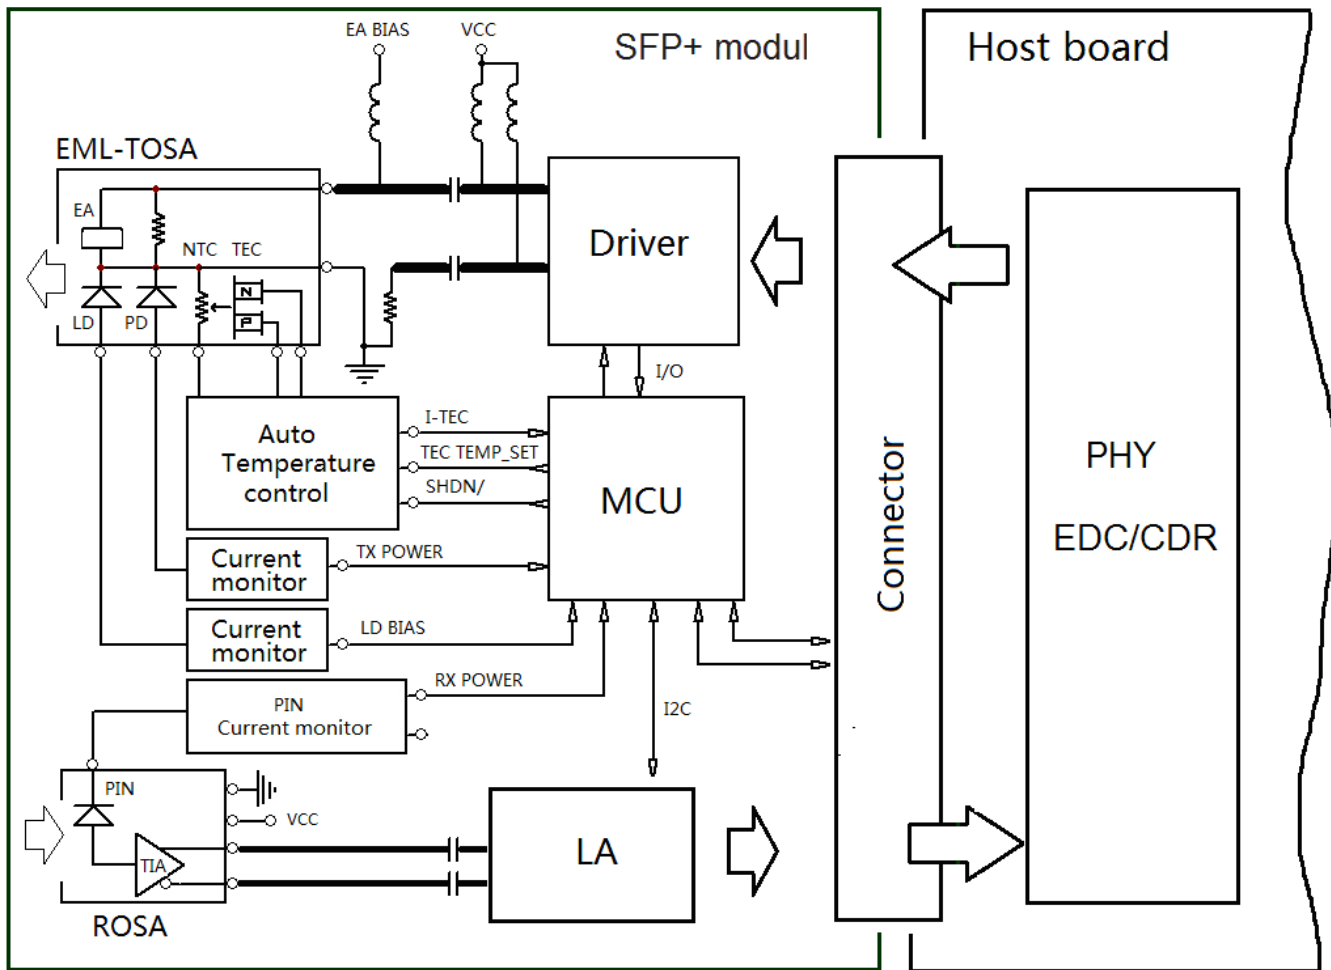 EA BIAS
VCC
SFP+ modul
Host board
EML-TOSA
EA
NTC TEC
N
P
LD
PD
Driver
I/O
Auto
Temperature
control
I-TEC
TEC TEMP_SET
SHDN/
MCU
Connector
PHY
EDC/CDR
Current
monitor
TX POWER
Current
monitor
LD BIAS
PIN
Current monitor
RX POWER
I2C
PIN
VCC
TIA
LA
ROSA